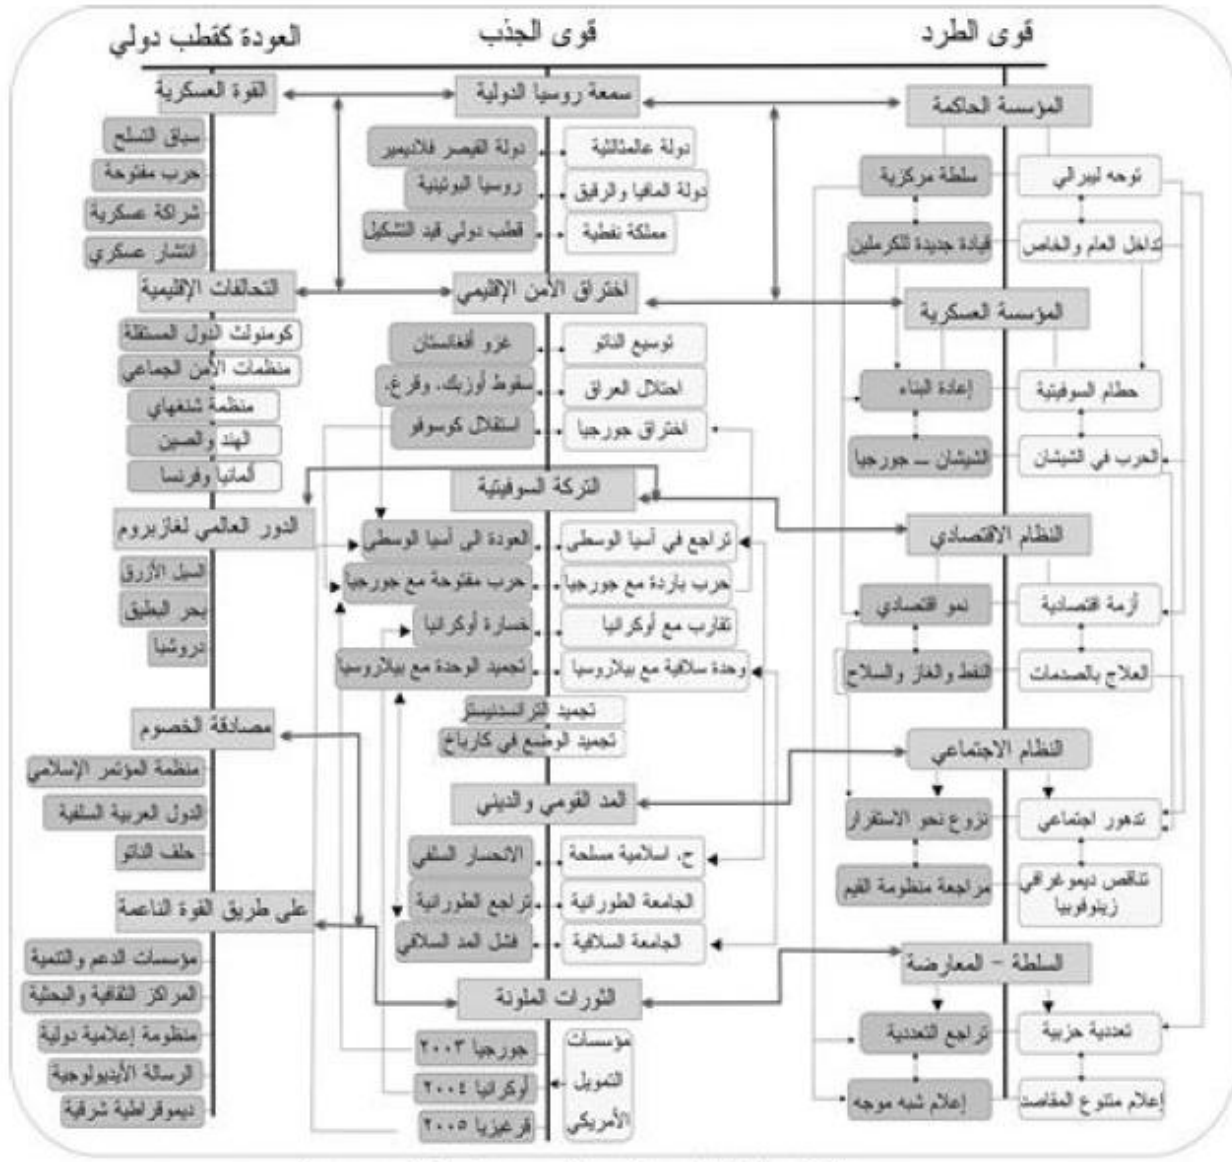 قوى الطرد
المؤسسة الحاكمة
توجه ليبرالي
سلطة مركزية
تداخل العام والخاص
قيادة جديدة للكرملين
المؤسسة العسكرية
حطام السوفيتية
إعادة البناء
الحرب في الشيشان
الشيشان – جورجيا
النظام الاقتصادي
أزمة اقتصادية
نمو اقتصادي
العلاج بالصدمات
النفط والغاز والسلاح
النظام الاجتماعي
تدهور اجتماعي
نزوع نحو الاستقرار
تناقص ديموغرافي
زينوفوبيا
مراجعة منظومة القيم
السلطة – المعارضة
تعددية حزبية
تراجع التعددية
إعلام متنوع المقاصد
إعلام شبه موجه
قوى الجذب
سمعة روسيا الدولية
دولة عالمثالثية
دولة القيصر فلاديمير
دولة المافيا والرفيق
روسيا البوتينية
مملكة نفطية
قطب دولي قيد التشكيل
اختراق الأمن الإقليمي
توسيع الناتو
غزو أفغانستان
احتلال العراق
سقوط أوزبك. وقرغ.
اختراق جورجيا
استقلال كوسوفو
التركة السوفيتية
تراجع في آسيا الوسطى
العودة الى آسيا الوسطى
حرب باردة مع جورجيا
حرب مفتوحة مع جورجيا
تقارب مع أوكرانيا
خسارة أوكرانيا
وحدة سلافية مع بيلاروسيا
تجميد الوحدة مع بيلاروسيا
تجميد الترانسدنيستر
تجميد الوضع في كارباخ
المد القومي والديني
ح. اسلامية مسلحة
الانحسار السلفي
الجامعة الطورانية
تراجع الطورانية
الجامعة السلافية
فشل المد السلافي
الثورات الملونة
مؤسسات
التمويل
الأمريكي
جورجيا ٢٠٠٣
أوكرانيا ٢٠٠٤
قرغيزيا ٢٠٠٥
العودة كقطب دولي
القوة العسكرية
سباق التسلح
حرب مفتوحة
شراكة عسكرية
انتشار عسكري
التحالفات الإقليمية
كومنولث الدول المستقلة
منظمات الأمن الجماعي
منظمة شنغهاي
الهند والصين
ألمانيا وفرنسا
الدور العالمي لغازبروم
السيل الأزرق
بحر البطيق
دروشبا
مصادقة الخصوم
منظمة المؤتمر الإسلامي
الدول العربية السلفية
حلف الناتو
على طريق القوة الناعمة
مؤسسات الدعم والتنمية
المراكز الثقافية والبحثية
منظومة إعلامية دولية
الرسالة الأيديولوجية
ديموقراطية شرقية